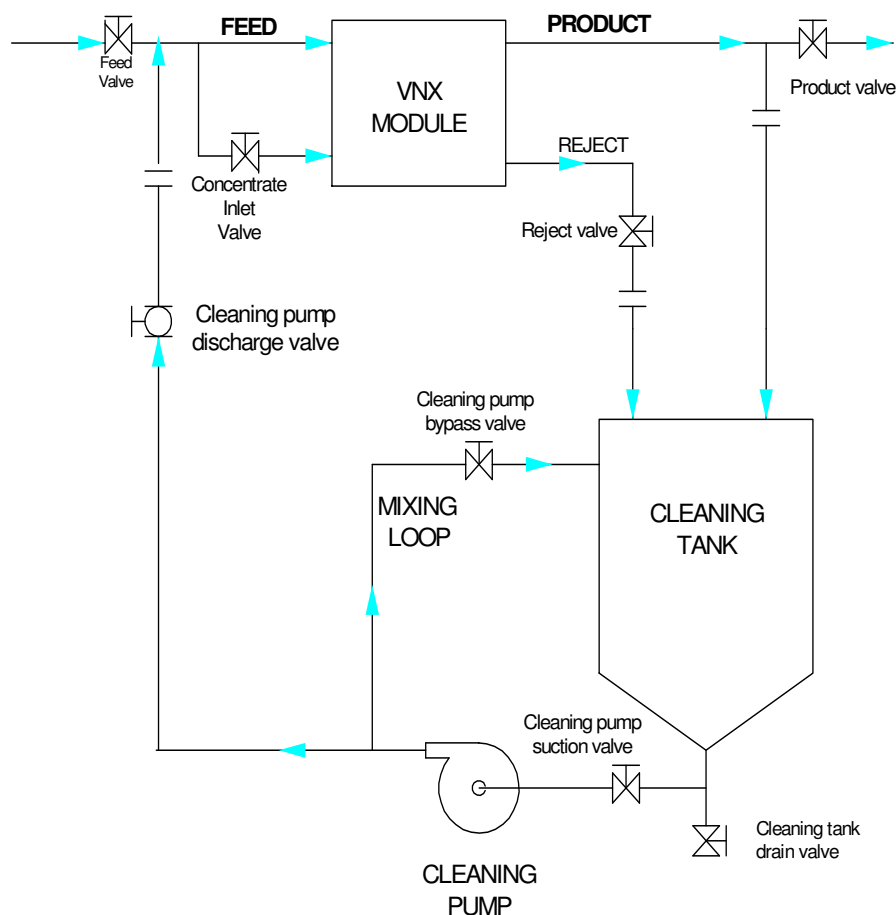 FEED
PRODUCT
Feed
Valve
Product valve
VNX
MODULE
REJECT
Concentrate
Inlet
Valve
Reject valve
Cleaning pump
discharge valve
Cleaning pump
bypass valve
MIXING
LOOP
CLEANING
TANK
Cleaning pump
suction valve
Cleaning tank
drain valve
CLEANING
PUMP